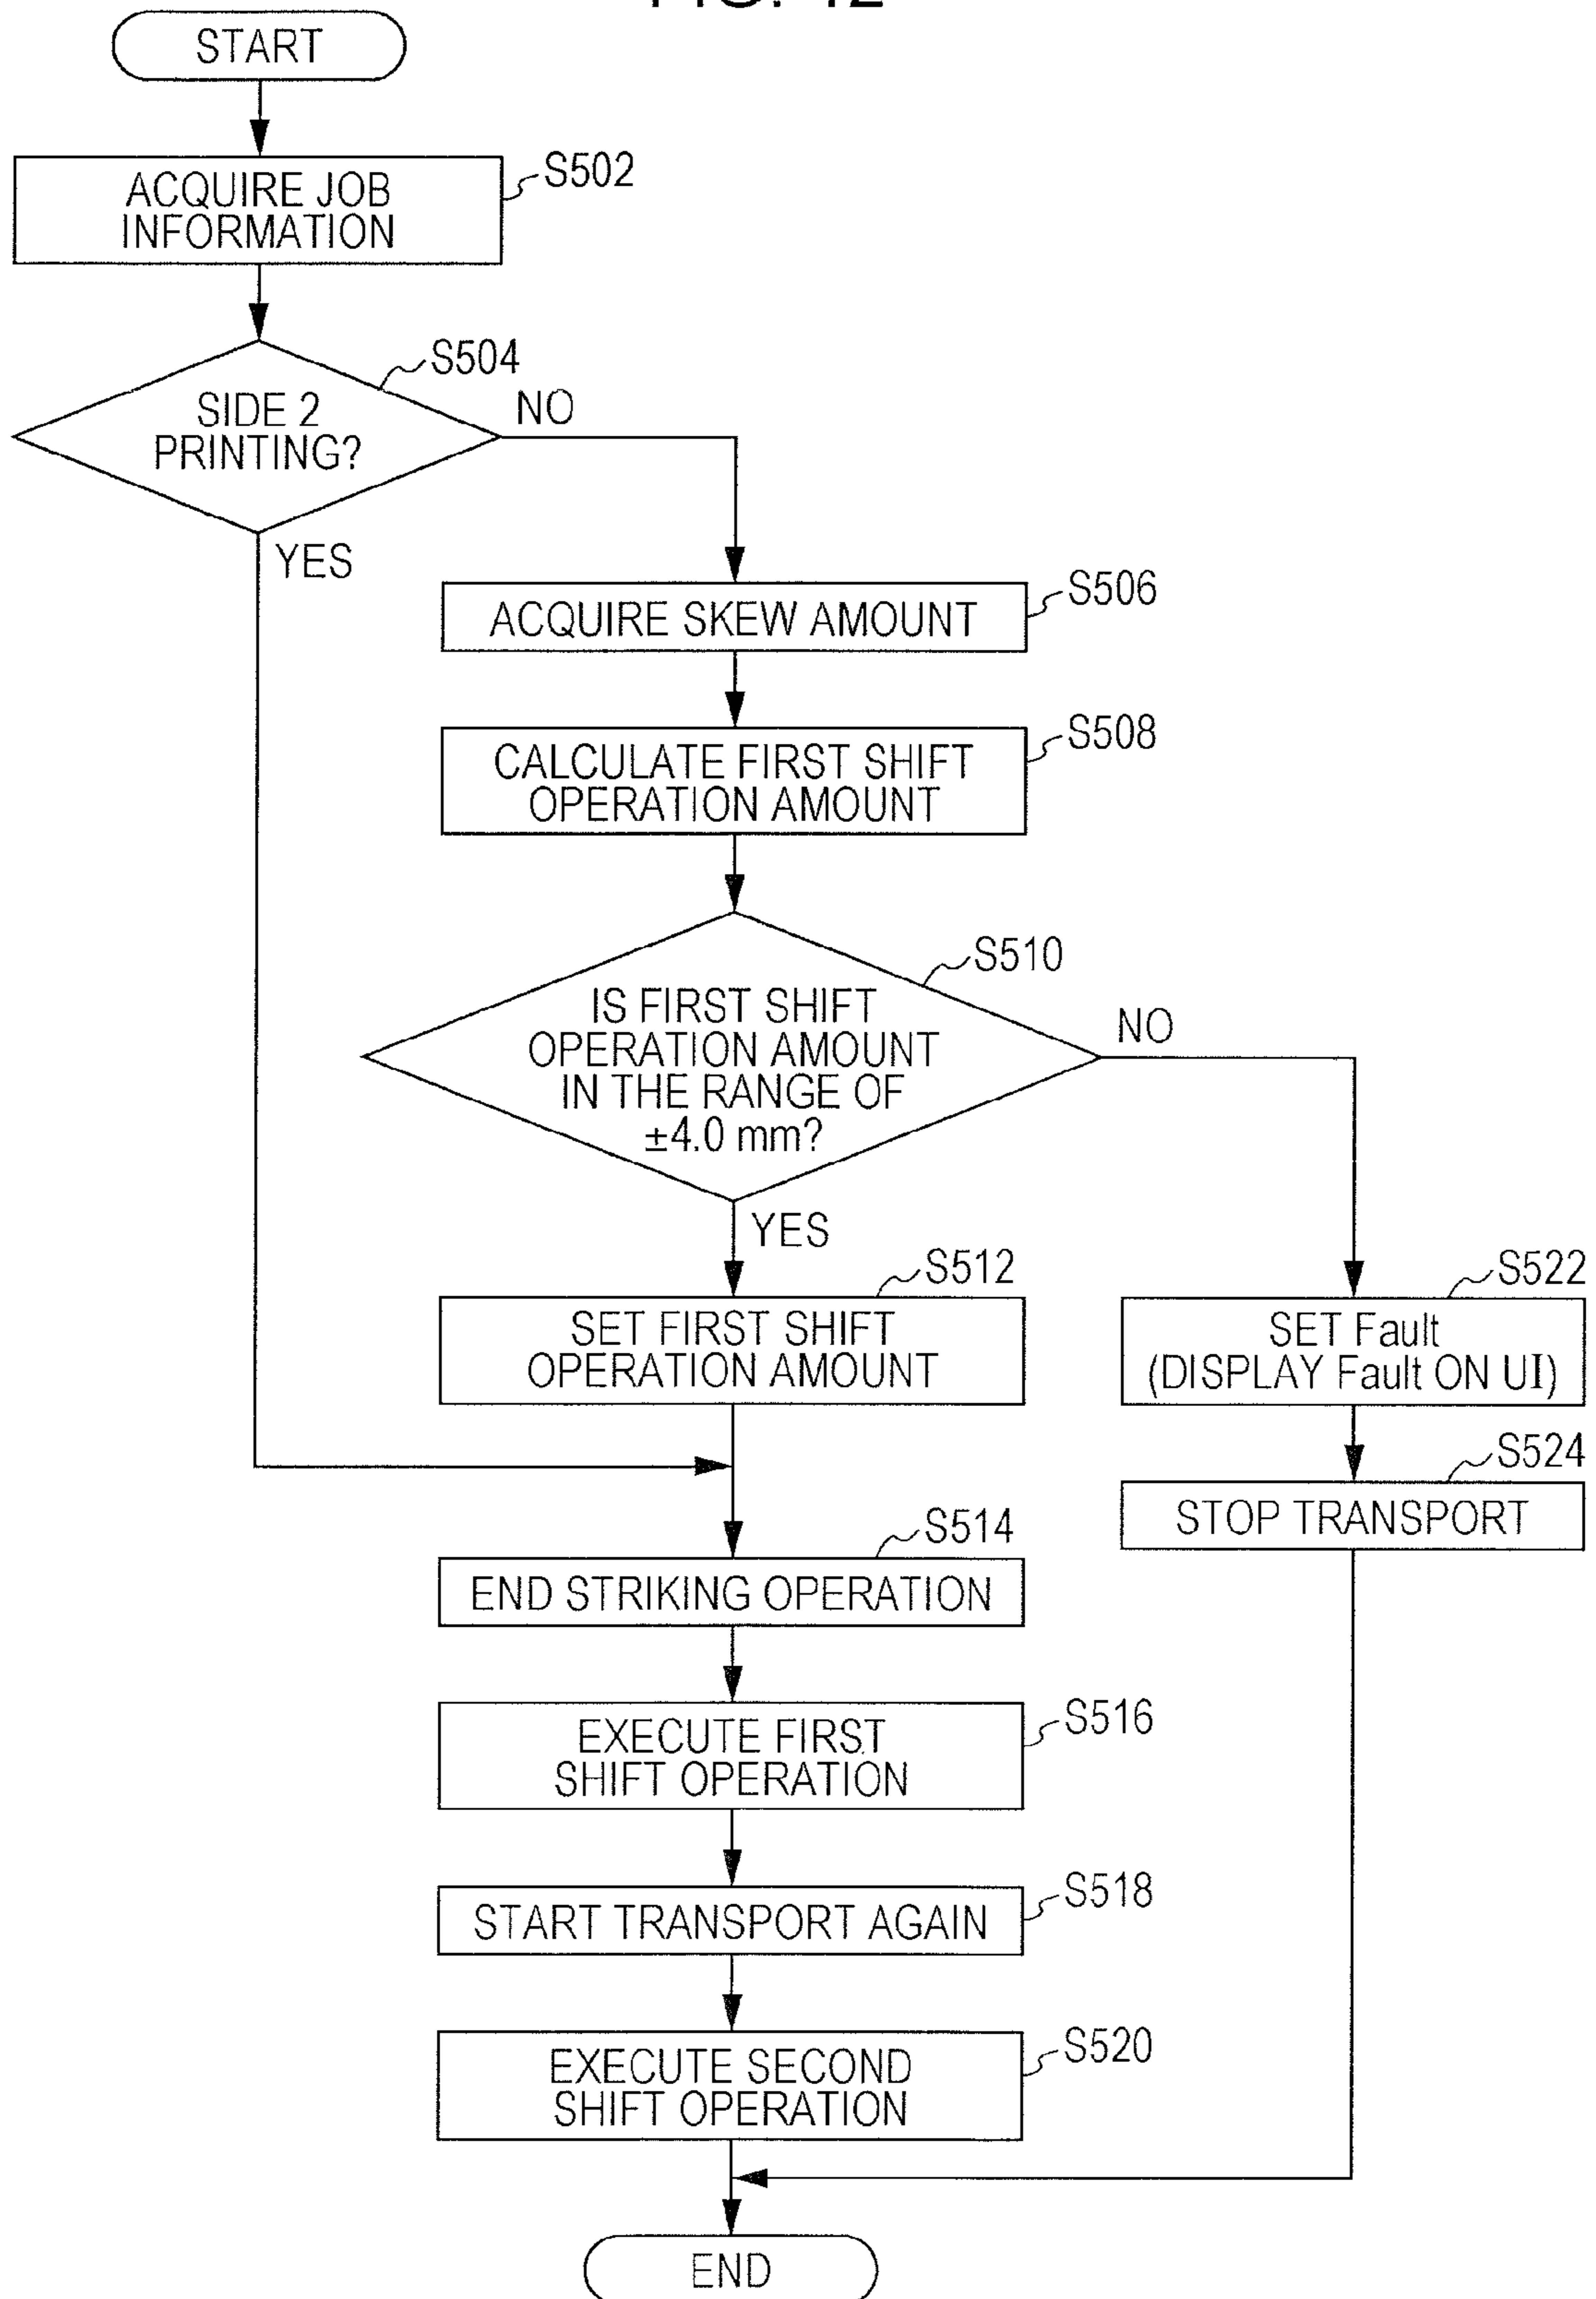 START
ACQUIRE JOB
INFORMATION
S502
SIDE 2
PRINTING?
S504
NO
YES
ACQUIRE SKEW AMOUNT
S506
CALCULATE FIRST SHIFT
OPERATION AMOUNT
S508
IS FIRST SHIFT
OPERATION AMOUNT
IN THE RANGE OF
±4.0 mm?
S510
NO
YES
SET FIRST SHIFT
OPERATION AMOUNT
S512
SET Fault
(DISPLAY Fault ON UI)
S522
STOP TRANSPORT
S524
END STRIKING OPERATION
S514
EXECUTE FIRST
SHIFT OPERATION
S516
START TRANSPORT AGAIN
S518
EXECUTE SECOND
SHIFT OPERATION
S520
END